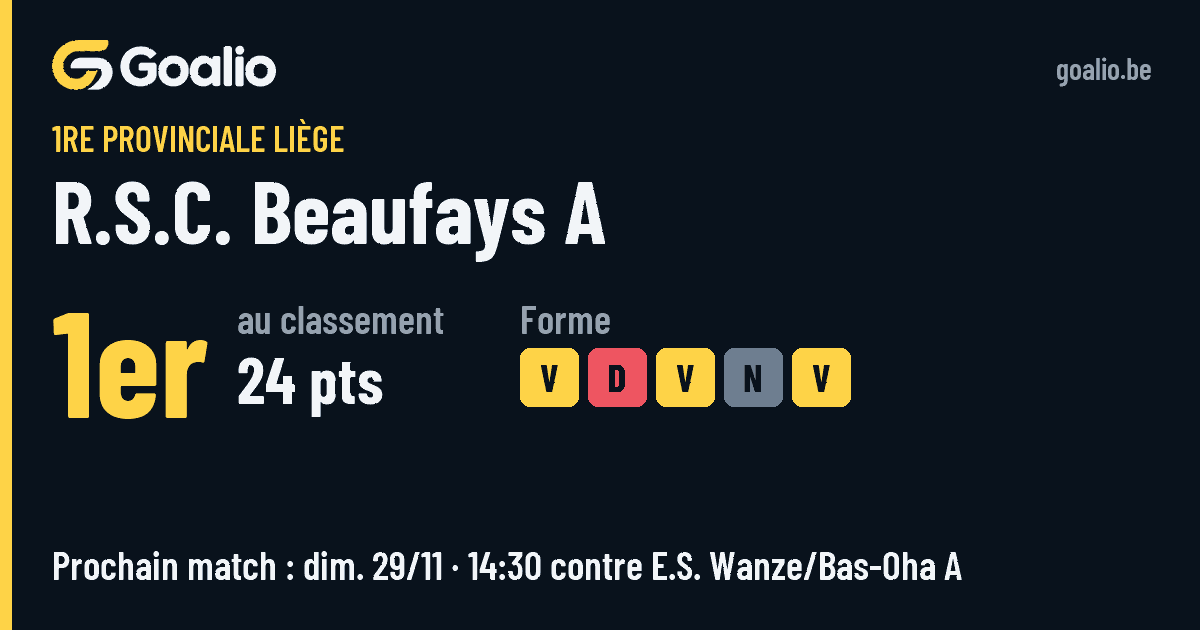 Goalio
goalio.be
1RE PROVINCIALE LIÈGE
R.S.C. Beaufays A
1er
au classement
24 pts
Forme
V D V N V
Prochain match : dim. 29/11 · 14:30 contre E.S. Wanze/Bas-Oha A